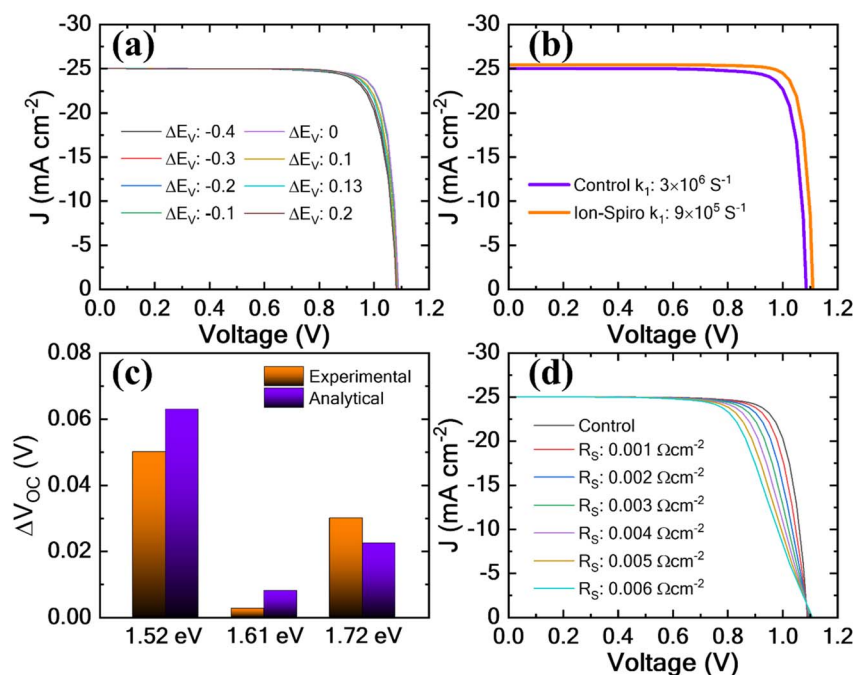 (a)
J (mA cm⁻²)
-30
-25
-20
-15
-10
-5
0
ΔE_V: -0.4
ΔE_V: 0
ΔE_V: -0.3
ΔE_V: 0.1
ΔE_V: -0.2
ΔE_V: 0.13
ΔE_V: -0.1
ΔE_V: 0.2
0.0 0.2 0.4 0.6 0.8 1.0 1.2
Voltage (V)
(b)
J (mA cm⁻²)
-30
-25
-20
-15
-10
-5
0
Control k₁: 3×10⁶ S⁻¹
Ion-Spiro k₁: 9×10⁵ S⁻¹
0.0 0.2 0.4 0.6 0.8 1.0 1.2
Voltage (V)
(c)
ΔV_OC (V)
0.08
0.06
0.04
0.02
0.00
Experimental
Analytical
1.52 eV 1.61 eV 1.72 eV
(d)
J (mA cm⁻²)
-30
-25
-20
-15
-10
-5
0
Control
R_S: 0.001 Ωcm⁻²
R_S: 0.002 Ωcm⁻²
R_S: 0.003 Ωcm⁻²
R_S: 0.004 Ωcm⁻²
R_S: 0.005 Ωcm⁻²
R_S: 0.006 Ωcm⁻²
0.0 0.2 0.4 0.6 0.8 1.0 1.2
Voltage (V)